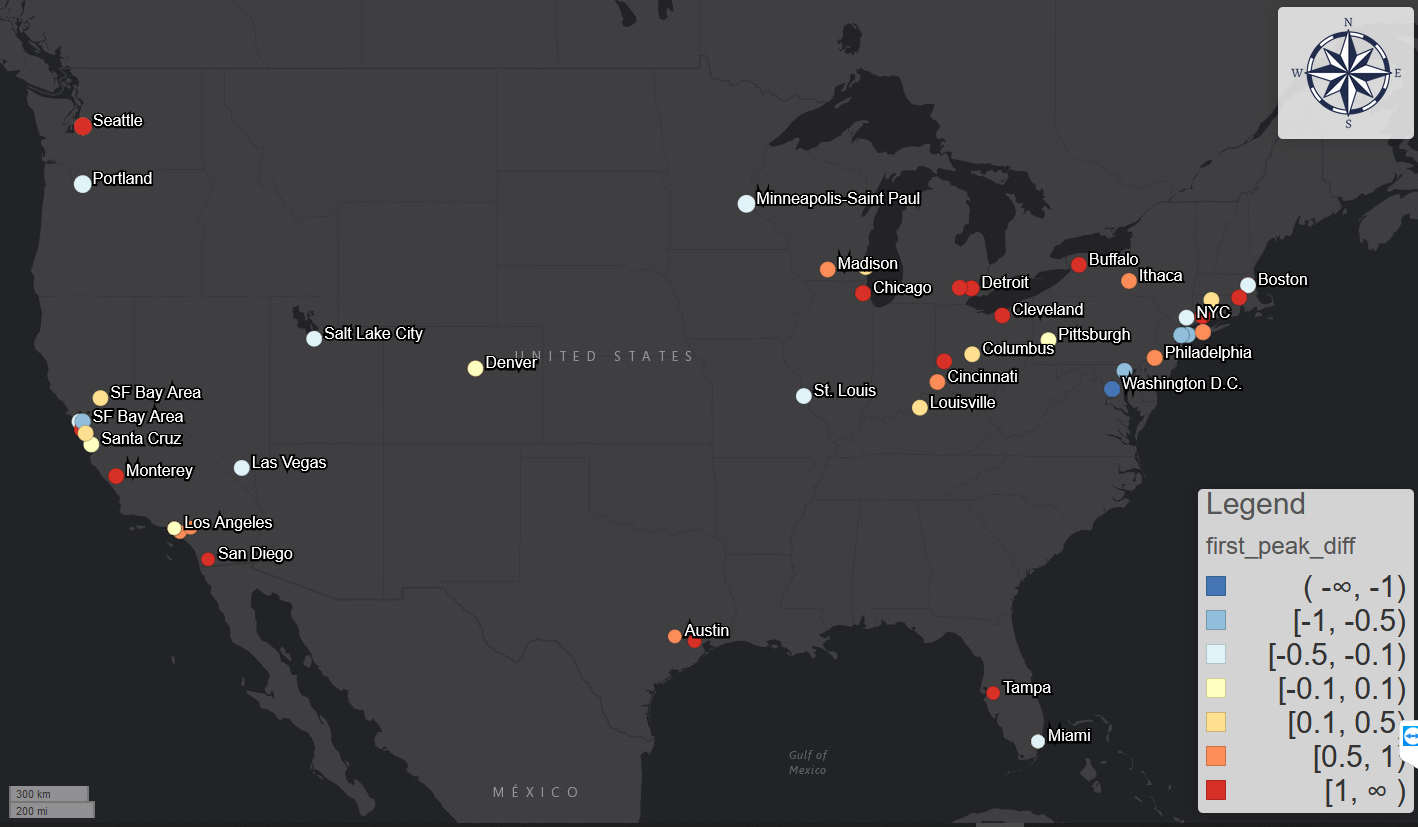 N
W
E
S
Seattle
Portland
Minneapolis-Saint Paul
Madison
Chicago
Detroit
Buffalo
Ithaca
Boston
Cleveland
NYC
Salt Lake City
Pittsburgh
Columbus
Philadelphia
UNITED STATES
Denver
Cincinnati
Washington D.C.
SF Bay Area
St. Louis
Louisville
SF Bay Area
Santa Cruz
Las Vegas
Monterey
Los Angeles
San Diego
Austin
Tampa
Miami
Gulf of
Mexico
MÉXICO
300 km
200 mi
Legend
first_peak_diff
( -∞, -1)
[-1, -0.5)
[-0.5, -0.1)
[-0.1, 0.1)
[0.1, 0.5)
[0.5, 1)
[1, ∞ )